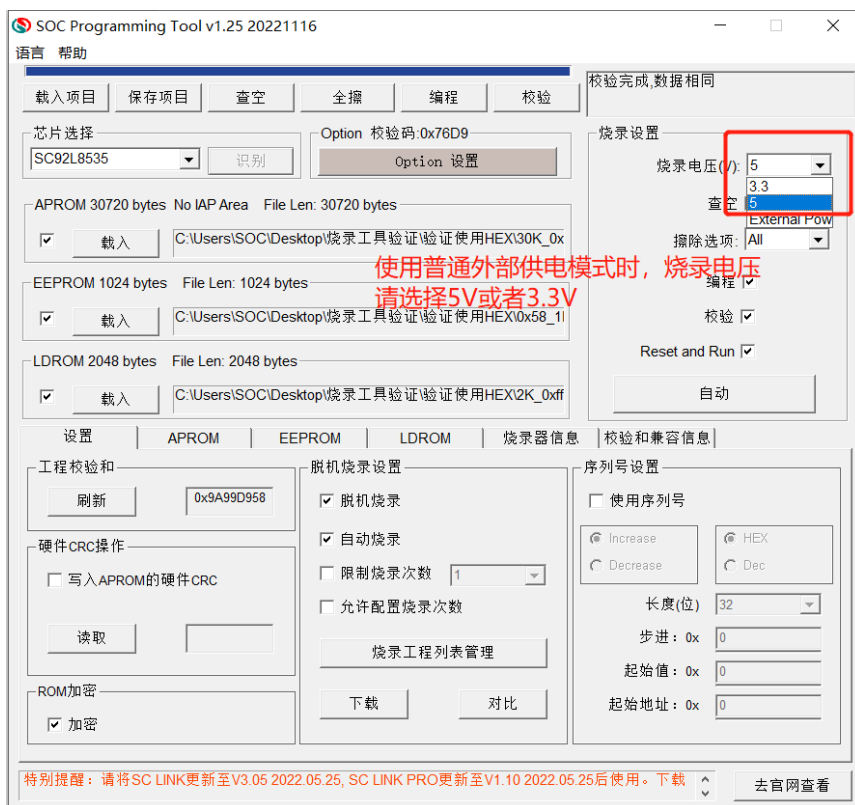 SOC Programming Tool v1.25 20221116
语言 帮助
载入项目 保存项目 查空 全擦 编程 校验
校验完成,数据相同
芯片选择
SC92L8535 识别
Option 校验码:0x76D9
Option 设置
烧录设置
烧录电压(V): 5
3.3
5
External Pow
查空
擦除选项: All
编程
校验
Reset and Run
自动
APROM 30720 bytes No IAP Area File Len: 30720 bytes
载入 C:\Users\SOC\Desktop\烧录工具验证\验证使用HEX\30K_0x
使用普通外部供电模式时，烧录电压
请选择5V或者3.3V
EEPROM 1024 bytes File Len: 1024 bytes
载入 C:\Users\SOC\Desktop\烧录工具验证\验证使用HEX\0x58_1
LDROM 2048 bytes File Len: 2048 bytes
载入 C:\Users\SOC\Desktop\烧录工具验证\验证使用HEX\2K_0xff
设置 APROM EEPROM LDROM 烧录器信息 校验和兼容信息
工程校验和
刷新 0x9A99D958
硬件CRC操作
写入APROM的硬件CRC
读取
ROM加密
加密
脱机烧录设置
脱机烧录
自动烧录
限制烧录次数 1
允许配置烧录次数
烧录工程列表管理
下载 对比
序列号设置
使用序列号
Increase HEX
Decrease Dec
长度(位) 32
步进：0x 0
起始值：0x 0
起始地址：0x 0
特别提醒：请将SC LINK更新至V3.05 2022.05.25, SC LINK PRO更新至V1.10 2022.05.25后使用。下载
去官网查看